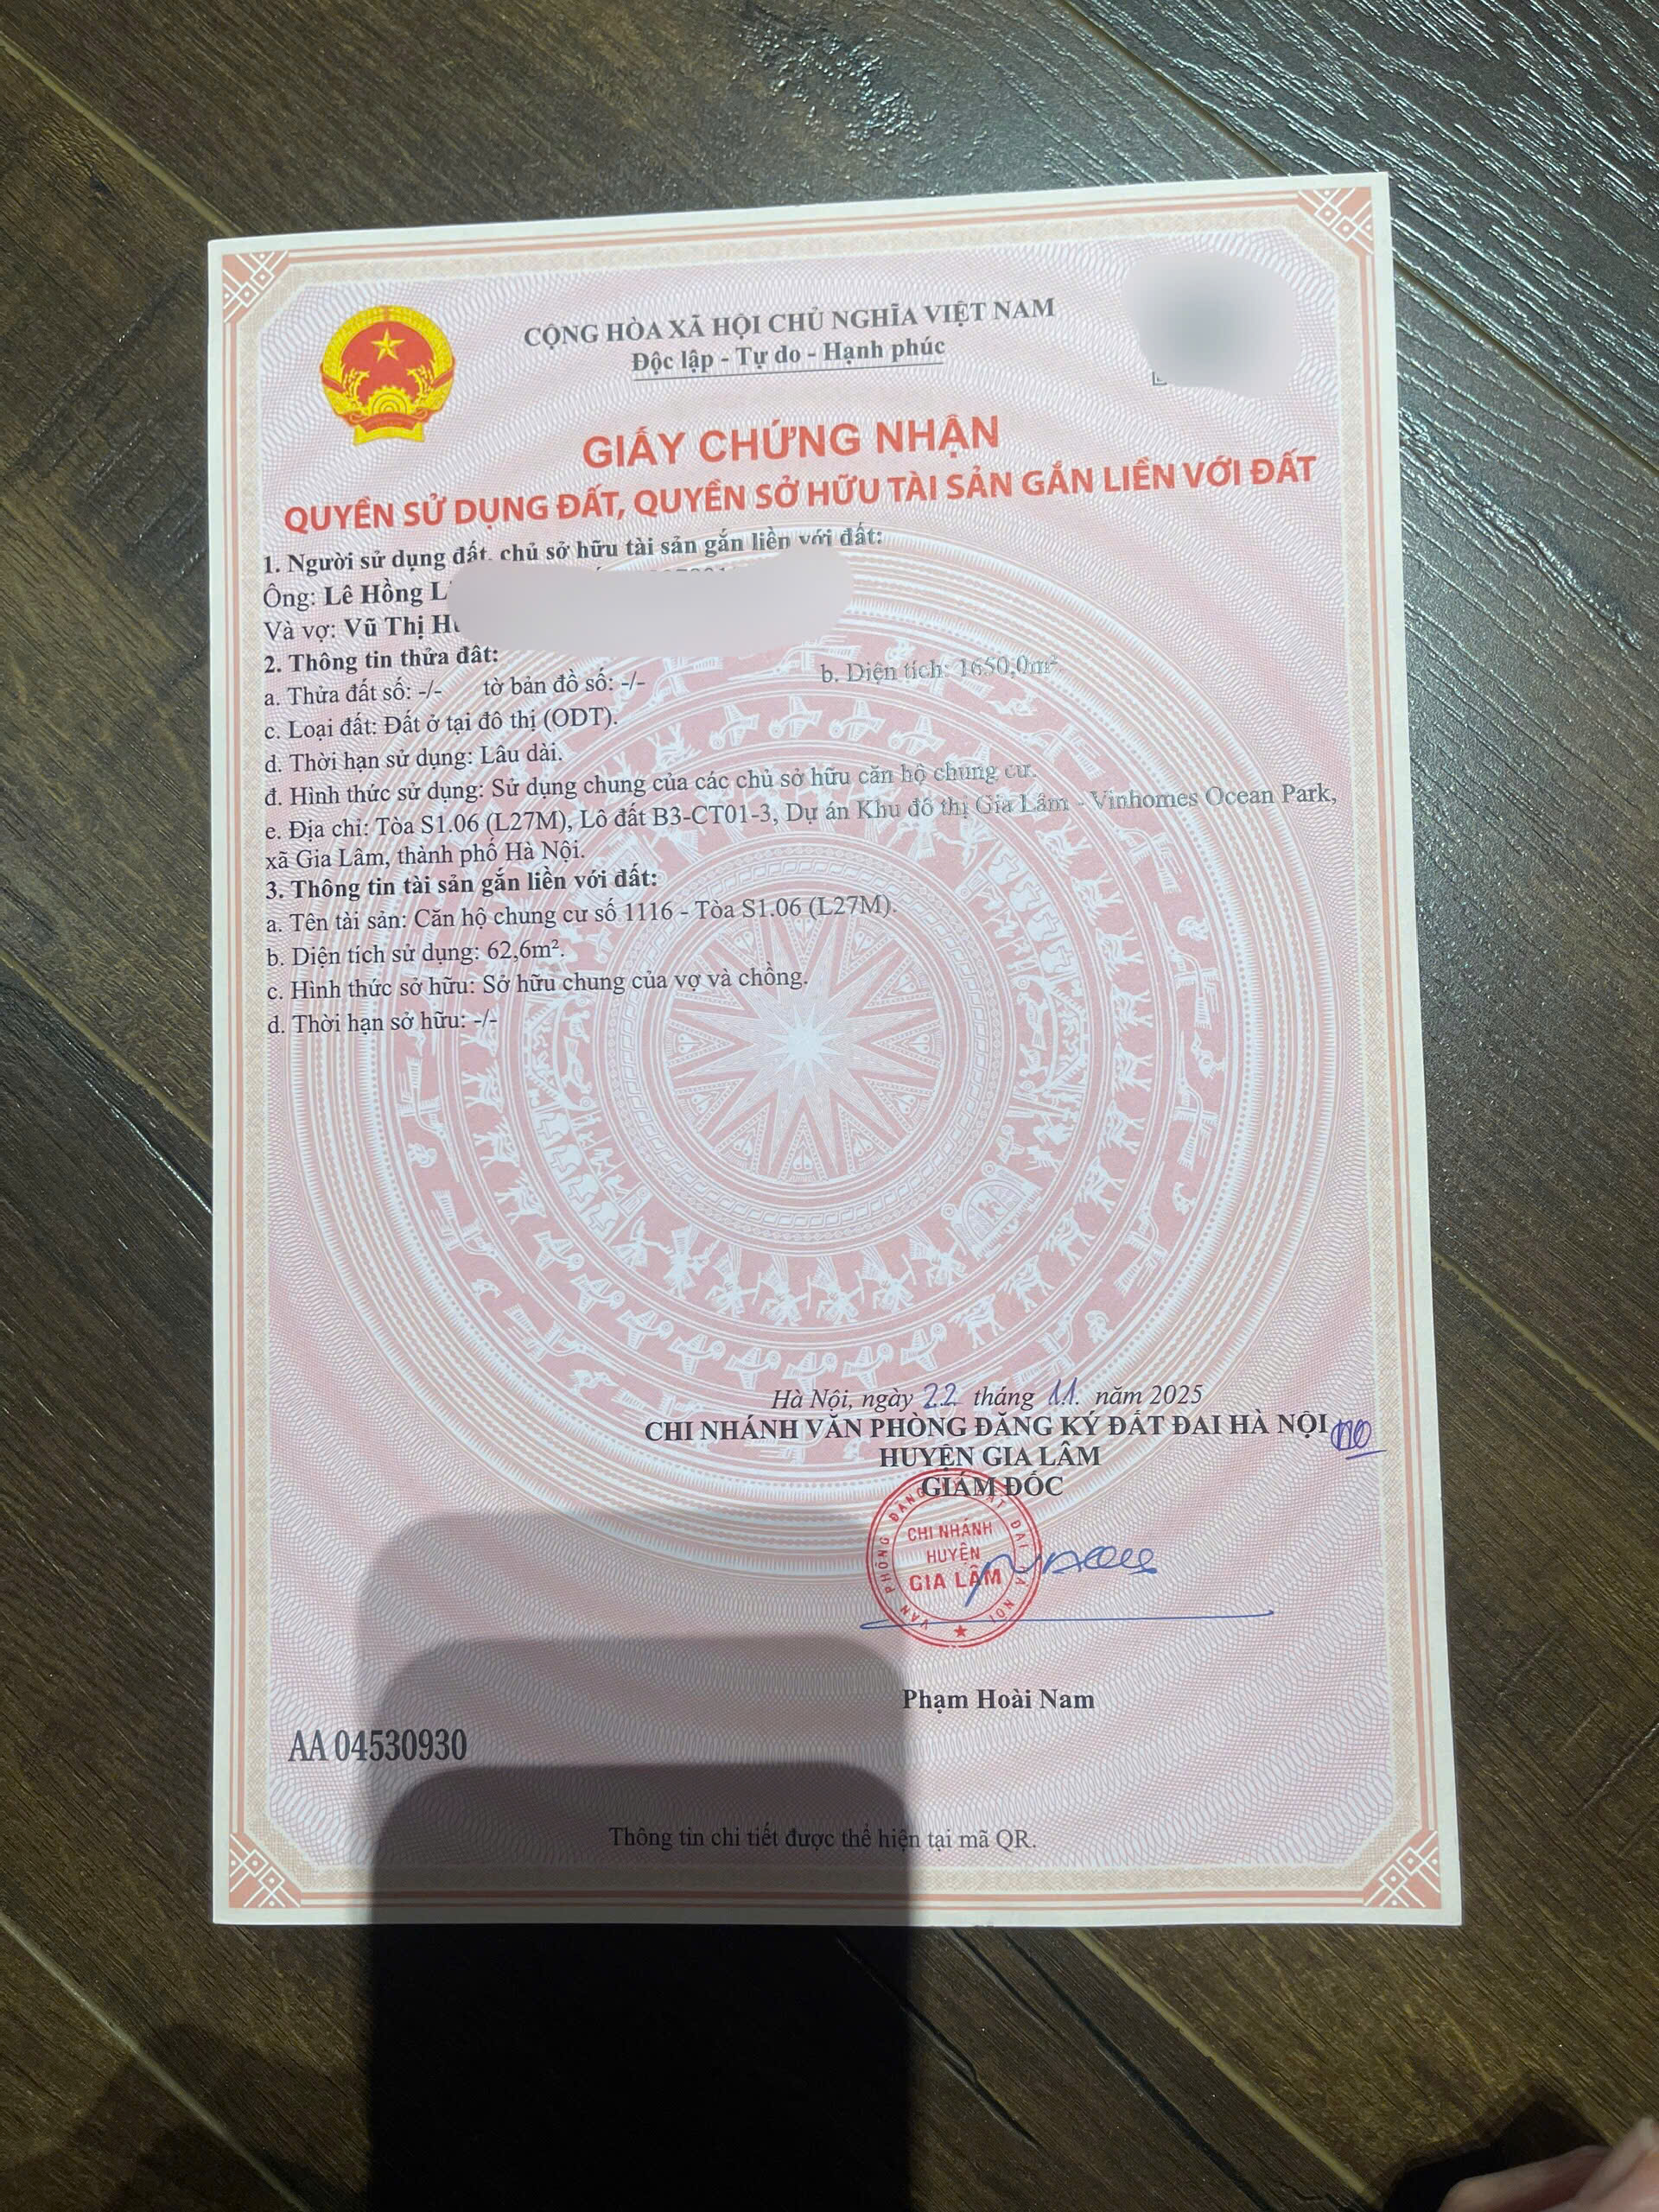 CỘNG HÒA XÃ HỘI CHỦ NGHĨA VIỆT NAM
Độc lập - Tự do - Hạnh phúc
GIẤY CHỨNG NHẬN
QUYỀN SỬ DỤNG ĐẤT, QUYỀN SỞ HỮU TÀI SẢN GẮN LIỀN VỚI ĐẤT
1. Người sử dụng đất, chủ sở hữu tài sản gắn liền với đất:
Ông: Lê Hồng
Và vợ: Vũ Thị
2. Thông tin thửa đất:
a. Thửa đất số: -/- tờ bản đồ số: -/- b. Diện tích: 1650,0m²
c. Loại đất: Đất ở tại đô thị (ODT).
d. Thời hạn sử dụng: Lâu dài.
đ. Hình thức sử dụng: Sử dụng chung của các chủ sở hữu căn hộ chung cư.
e. Địa chỉ: Tòa S1.06 (L27M), Lô đất B3-CT01-3, Dự án Khu đô thị Gia Lâm - Vinhomes Ocean Park,
xã Gia Lâm, thành phố Hà Nội.
3. Thông tin tài sản gắn liền với đất:
a. Tên tài sản: Căn hộ chung cư số 1116 - Tòa S1.06 (L27M).
b. Diện tích sử dụng: 62,6m².
c. Hình thức sở hữu: Sở hữu chung của vợ và chồng.
d. Thời hạn sở hữu: -/-
Hà Nội, ngày 22 tháng 11 năm 2025
CHI NHÁNH VĂN PHÒNG ĐĂNG KÝ ĐẤT ĐAI HÀ NỘI
HUYỆN GIA LÂM
GIÁM ĐỐC
CHI NHÁNH
HUYỆN
GIA LÂM
Phạm Hoài Nam
AA 04530930
Thông tin chi tiết được thể hiện tại mã QR.